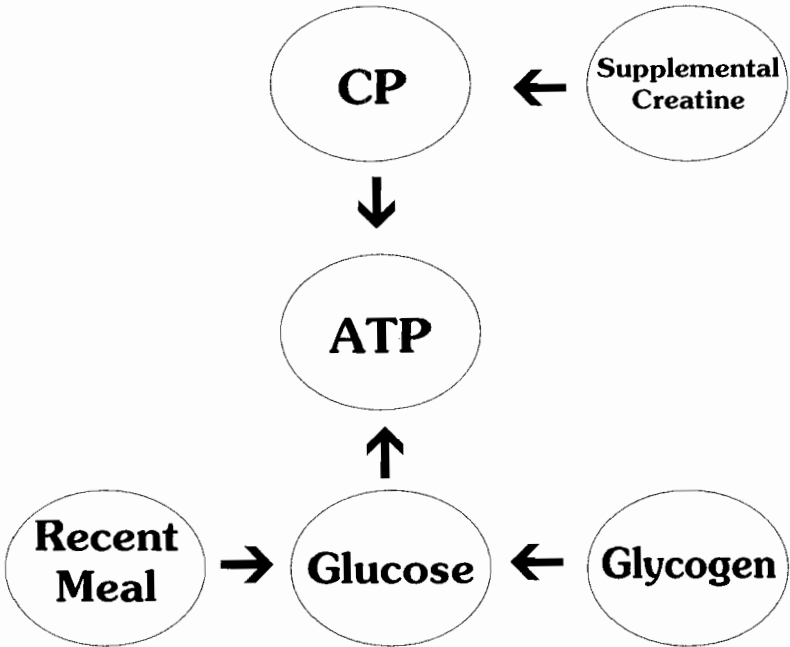 CP
Supplemental
Creatine
ATP
Recent
Meal
Glucose
Glycogen